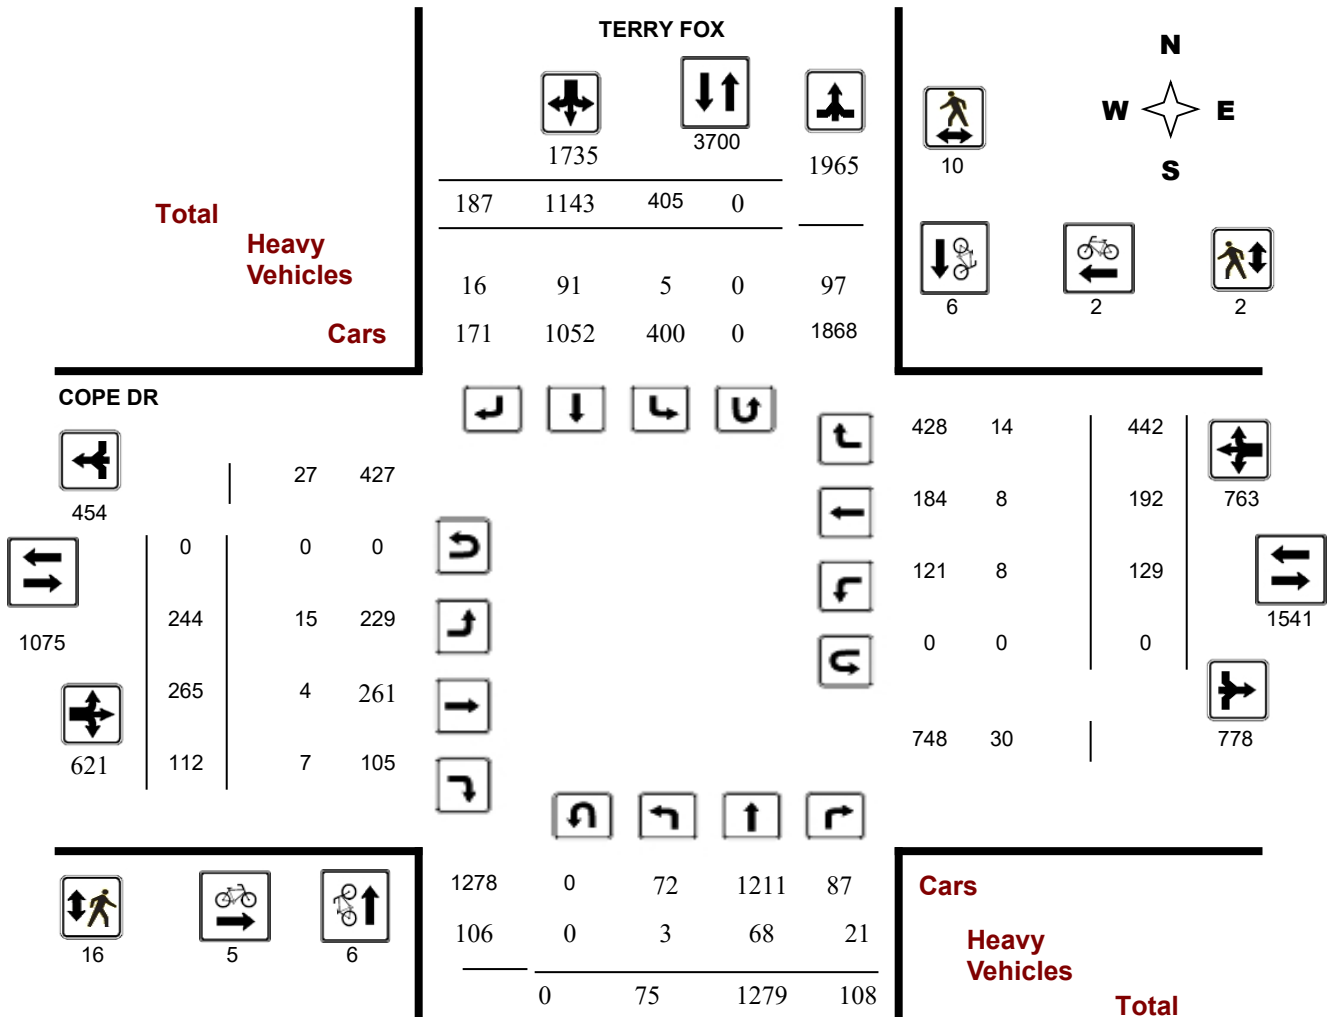 TERRY FOX
N
W E
S
1735 3700 1965 10
187 1143 405 0
Total
Heavy
Vehicles
16 91 5 0 97
6 2 2
Cars 171 1052 400 0 1868
COPE DR
428 14 442
27 427
454
184 8 192 763
0 0 0
121 8 129
1541
244 15 229
1075
0 0 0
265 4 261
621
748 30 778
112 7 105
1278 0 72 1211 87 Cars
106 0 3 68 21 Heavy
Vehicles
16 5 6
0 75 1279 108 Total